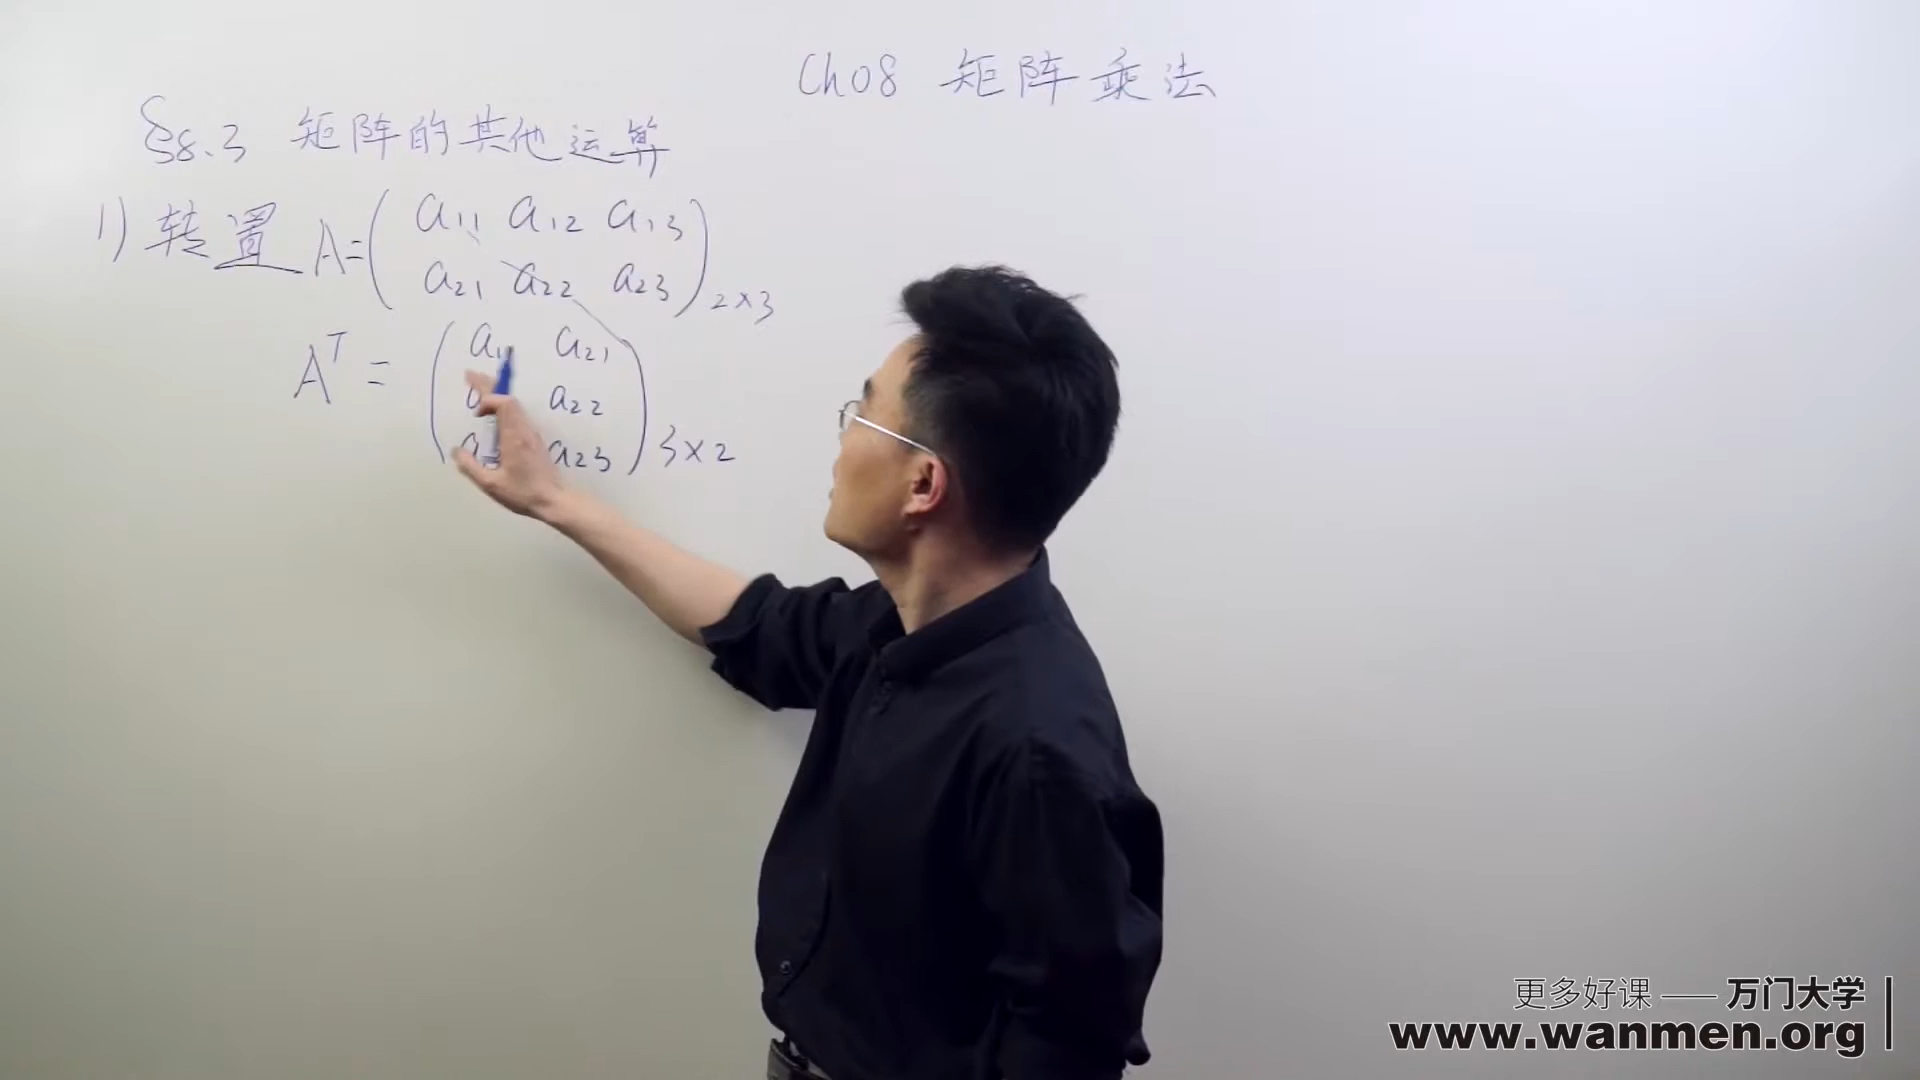 Ch08 矩阵乘法
§8.3 矩阵的其他运算
1) 转置 A = ( a11 a12 a13
a21 a22 a23 ) 2×3
A^T = ( a11 a21
a22
a23 ) 3×2
更多好课 —— 万门大学
www.wanmen.org